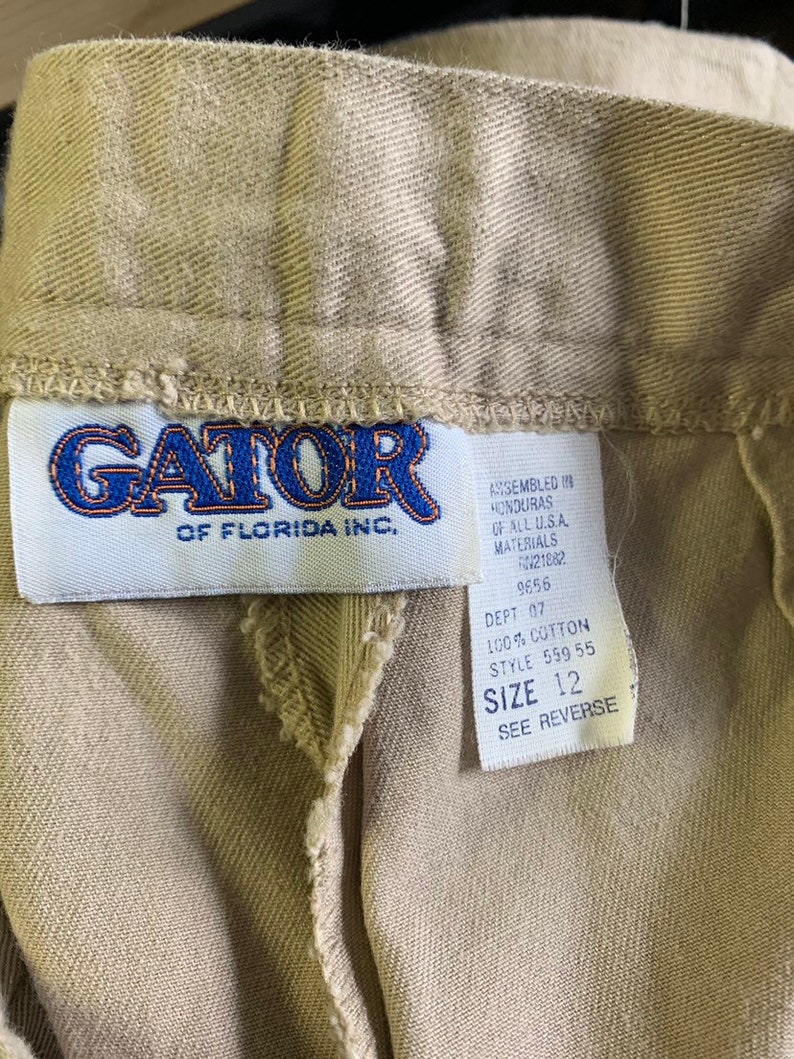 GATOR
OF FLORIDA INC.
ASSEMBLED IN
HONDURAS
OF ALL U.S.A.
MATERIALS
RN21882
9656
DEPT 07
100% COTTON
STYLE 599 55
SIZE 12
SEE REVERSE